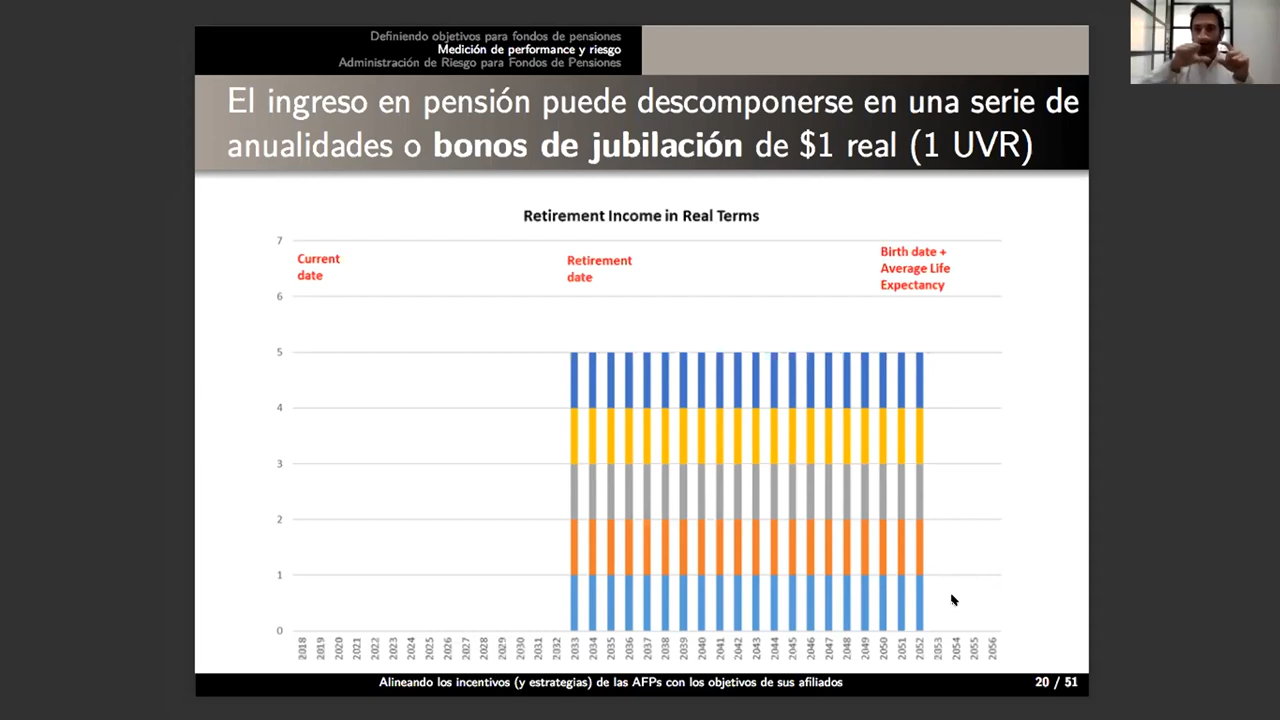 Definiendo objetivos para fondos de pensiones
Medición de performance y riesgo
Administración de Riesgo para Fondos de Pensiones
El ingreso en pensión puede descomponerse en una serie de
anualidades o bonos de jubilación de $1 real (1 UVR)
Retirement Income in Real Terms
7
6
5
4
3
2
1
0
Current
date
Retirement
date
Birth date +
Average Life
Expectancy
2018 2019 2020 2021 2022 2023 2024 2025 2026 2027 2028 2029 2030 2031 2032 2033 2034 2035 2036 2037 2038 2039 2040 2041 2042 2043 2044 2045 2046 2047 2048 2049 2050 2051 2052 2053 2054 2055 2056
Alineando los incentivos (y estrategias) de las AFPs con los objetivos de sus afiliados
20 / 51